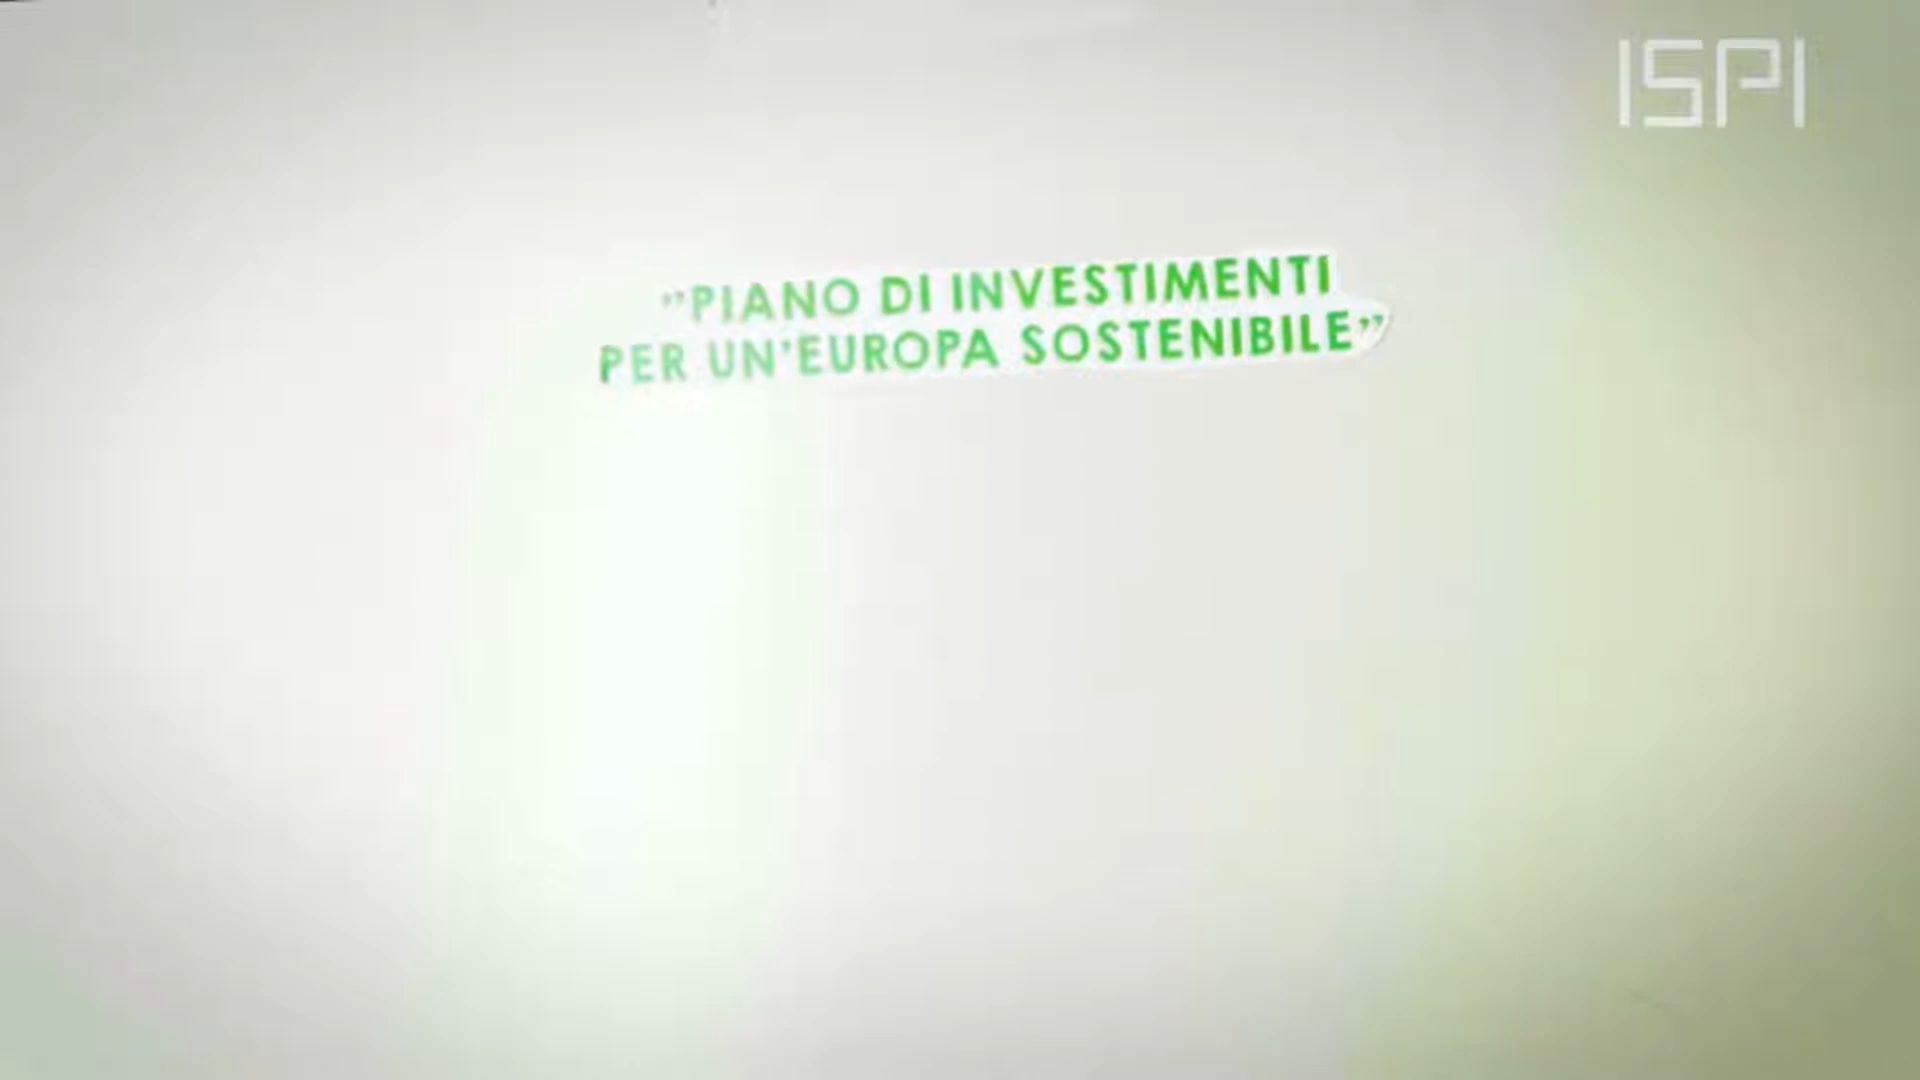 ISPI
”PIANO DI INVESTIMENTI
PER UN'EUROPA SOSTENIBILE”